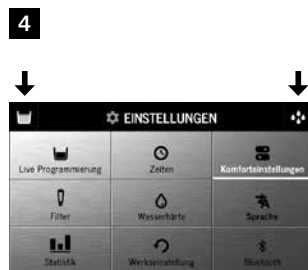 4
EINSTELLUNGEN
Live Programmierung
Zeiten
Komforteinstellungen
Filter
Wasserhärte
Sprache
Statistik
Werkseinstellung
Bluetooth